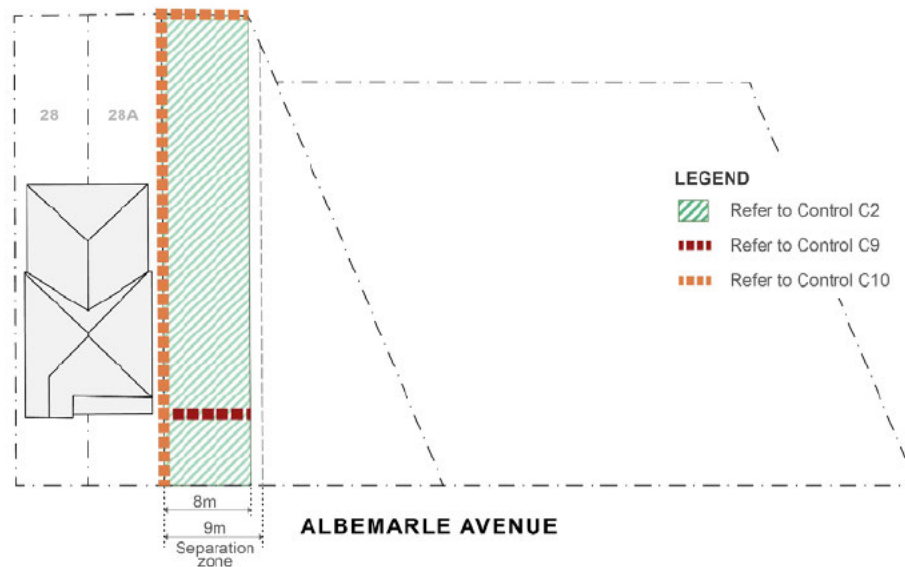 28
28A
LEGEND
Refer to Control C2
Refer to Control C9
Refer to Control C10
8m
9m
Separation
zone
ALBEMARLE AVENUE